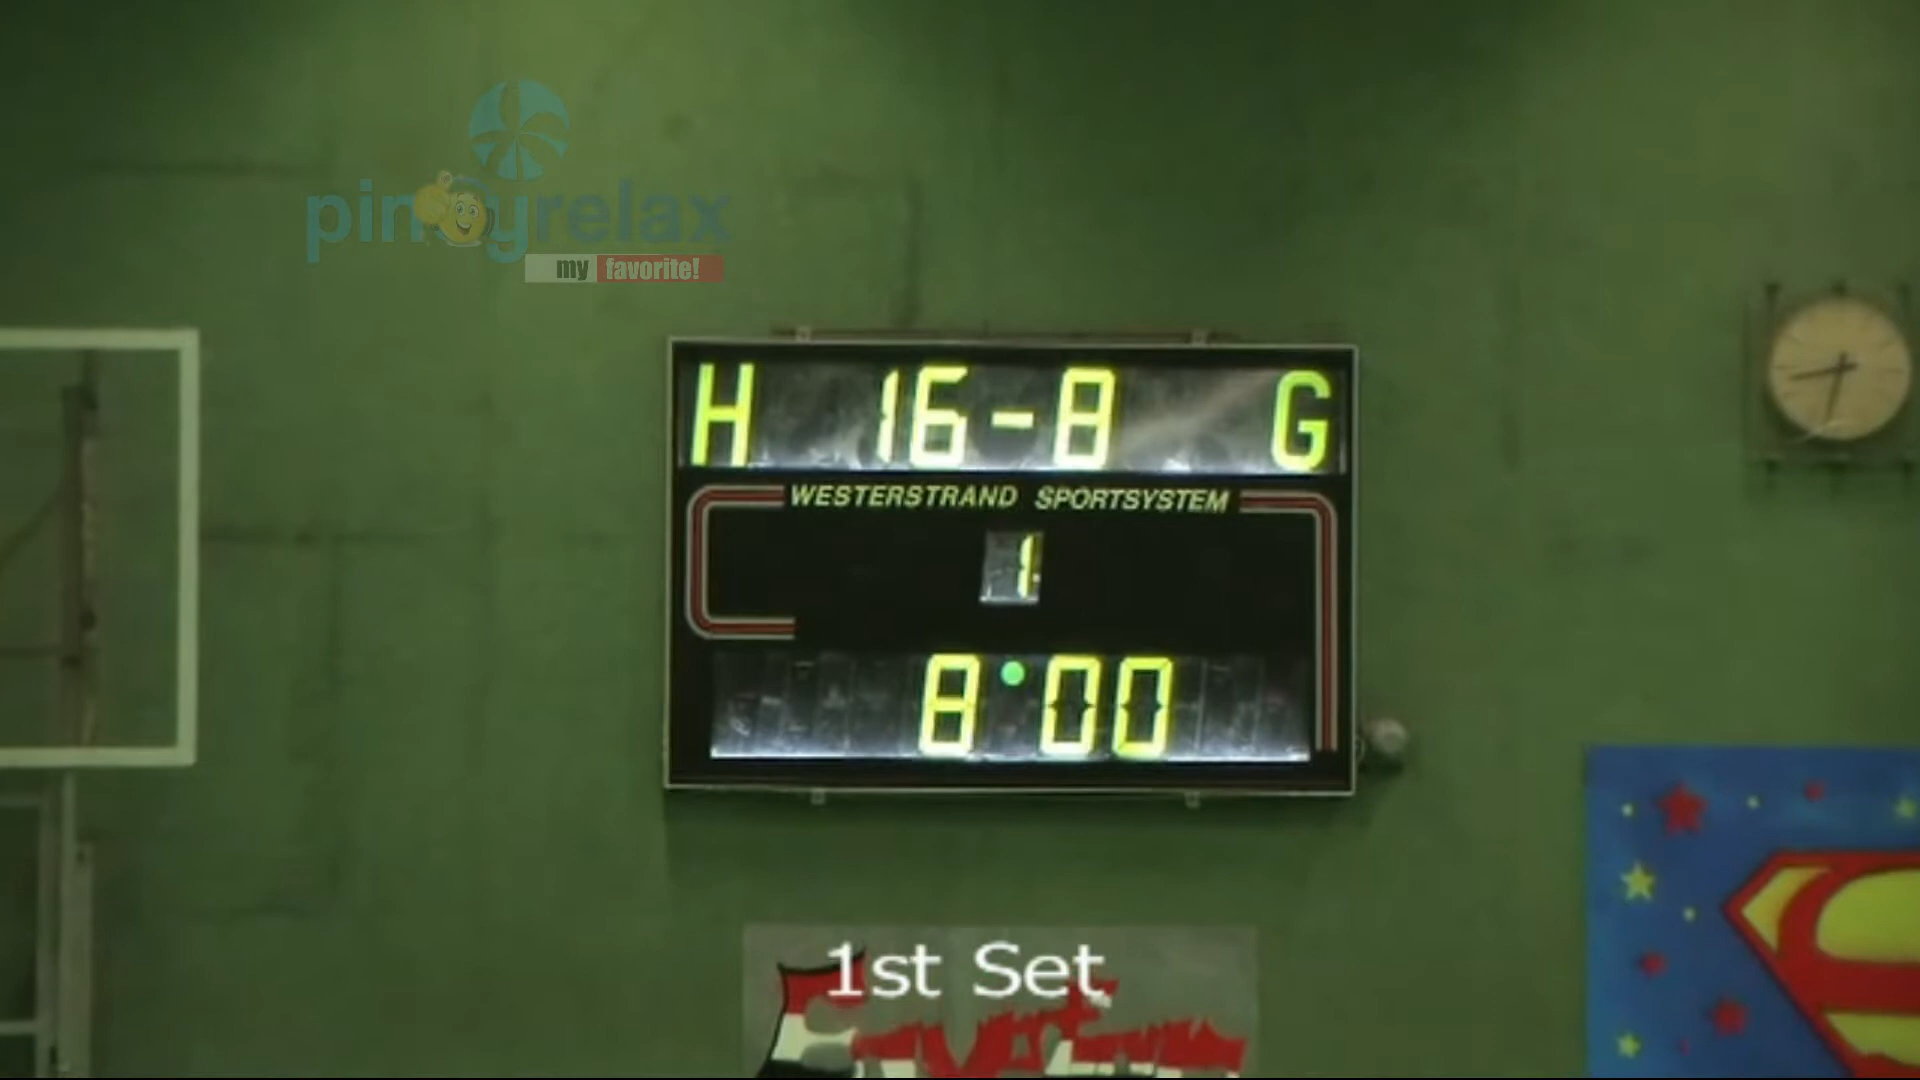 pinoyrelax
my favorite!
H 16-8 G
WESTERSTRAND SPORTSYSTEM
1
8:00
1st Set